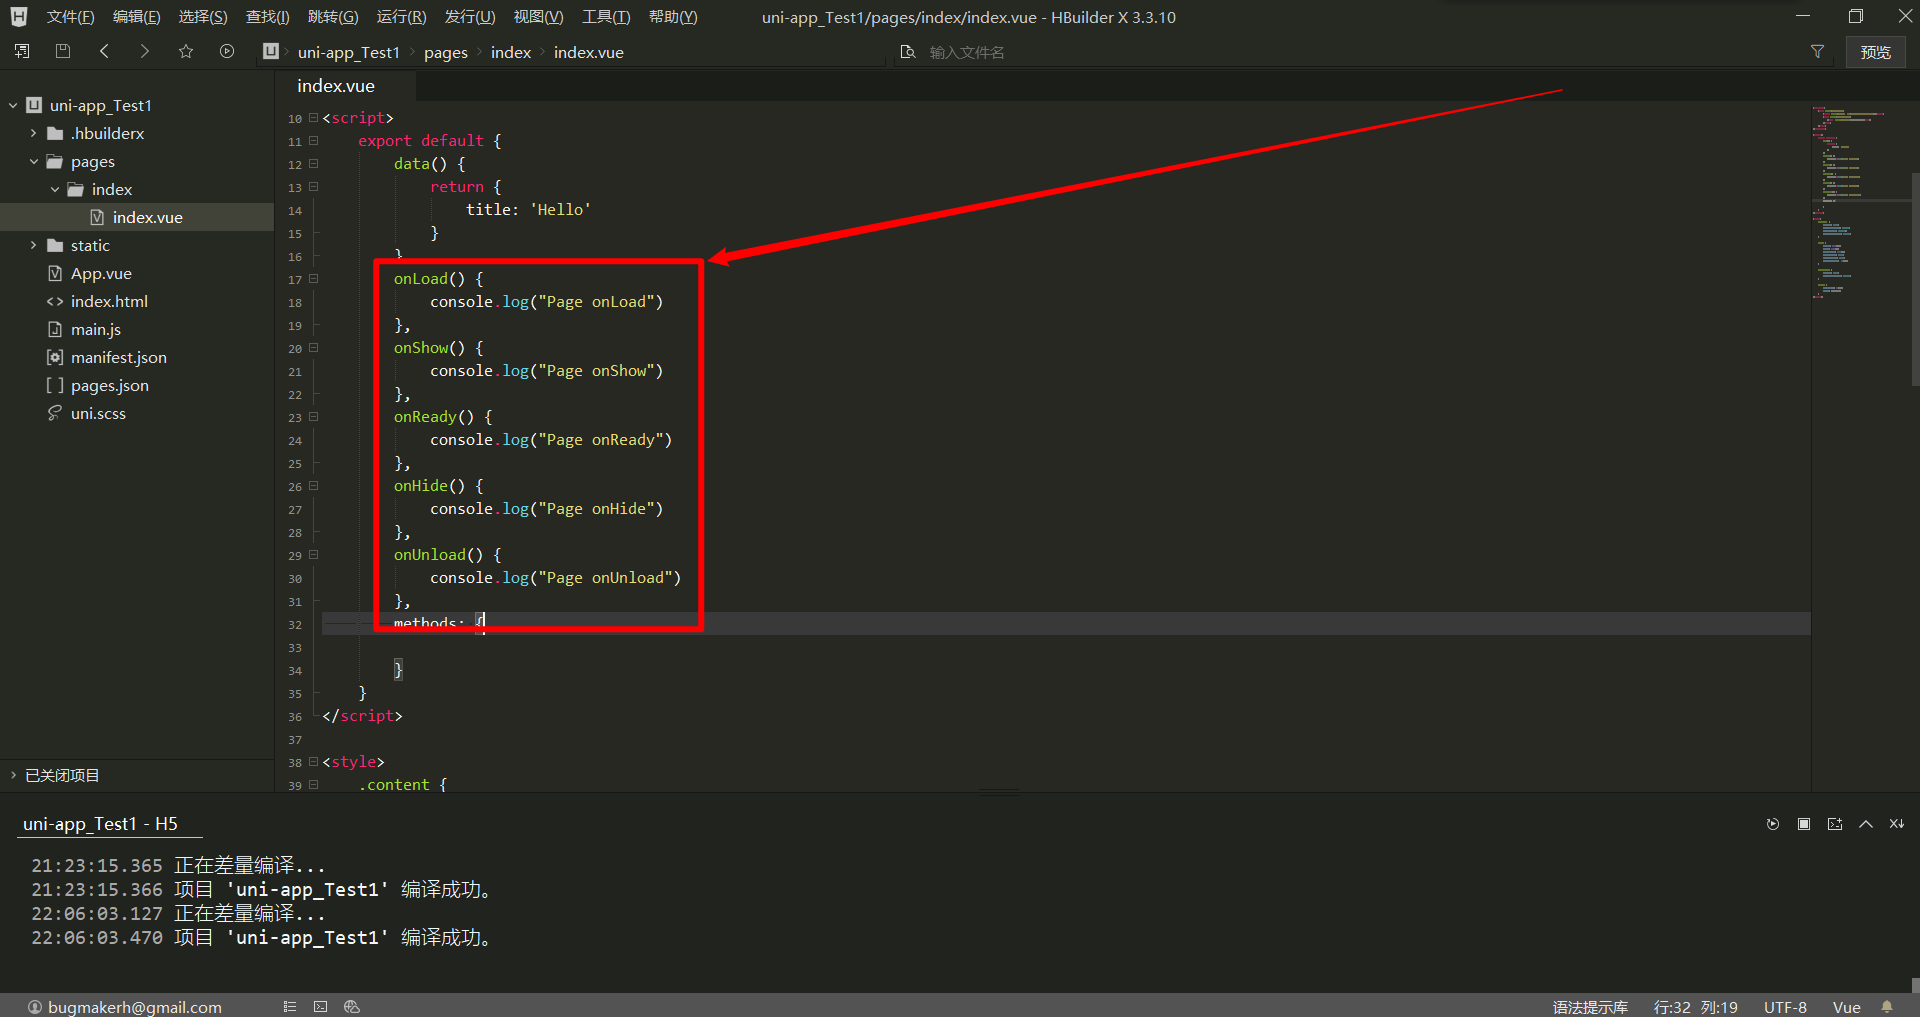 文件(F) 编辑(E) 选择(S) 查找(I) 跳转(G) 运行(R) 发行(U) 视图(V) 工具(T) 帮助(Y) uni-app_Test1/pages/index/index.vue - HBuilder X 3.3.10
uni-app_Test1 pages index index.vue 输入文件名 预览
index.vue
uni-app_Test1
.hbuilderx
pages
index
index.vue
static
App.vue
index.html
main.js
manifest.json
pages.json
uni.scss
已关闭项目
10 <script>
11 export default {
12 data() {
13 return {
14 title: 'Hello'
15 }
16 }
17 onLoad() {
18 console.log("Page onLoad")
19 },
20 onShow() {
21 console.log("Page onShow")
22 },
23 onReady() {
24 console.log("Page onReady")
25 },
26 onHide() {
27 console.log("Page onHide")
28 },
29 onUnload() {
30 console.log("Page onUnload")
31 },
32 methods: {
33
34 }
35 }
36 </script>
37
38 <style>
39 .content {
uni-app_Test1 - H5
21:23:15.365 正在差量编译...
21:23:15.366 项目 'uni-app_Test1' 编译成功。
22:06:03.127 正在差量编译...
22:06:03.470 项目 'uni-app_Test1' 编译成功。
bugmakerh@gmail.com 语法提示库 行:32 列:19 UTF-8 Vue